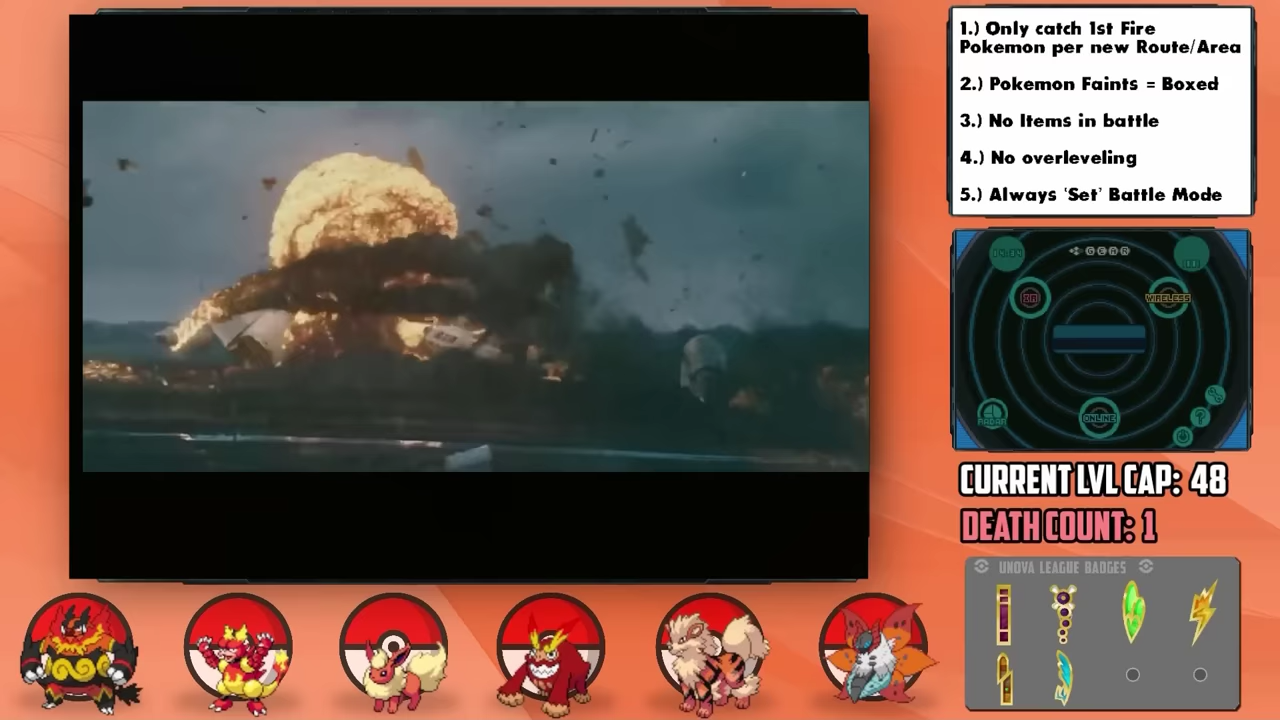 1.) Only catch 1st Fire
Pokemon per new Route/Area
2.) Pokemon Faints = Boxed
3.) No Items in battle
4.) No overleveling
5.) Always 'Set' Battle Mode
GEAR
IR
WIRELESS
RADAR
ONLINE
CURRENT LVL CAP: 48
DEATH COUNT: 1
UNOVA LEAGUE BADGES